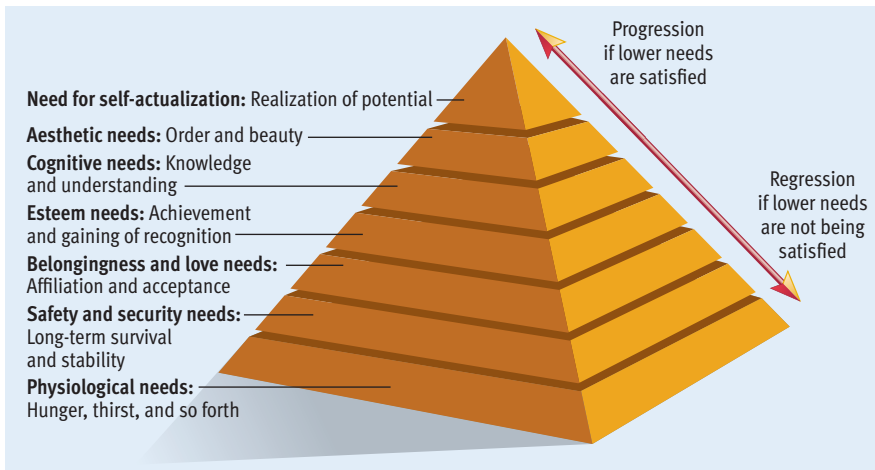 Progression
if lower needs
are satisfied
Need for self-actualization: Realization of potential
Aesthetic needs: Order and beauty
Cognitive needs: Knowledge
and understanding
Esteem needs: Achievement
and gaining of recognition
Belongingness and love needs:
Affiliation and acceptance
Safety and security needs:
Long-term survival
and stability
Physiological needs:
Hunger, thirst, and so forth
Regression
if lower needs
are not being
satisfied